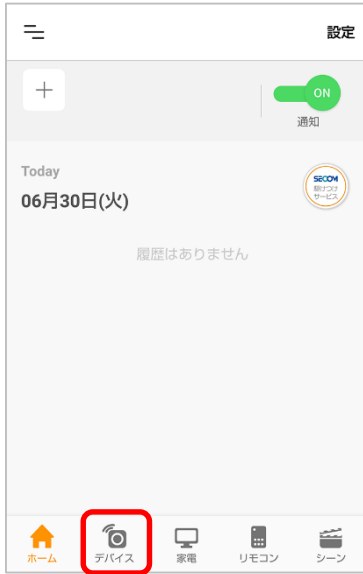 設定
ON
通知
Today
06月30日(火)
SECOM
駆けつけ
サービス
履歴はありません
ホーム
デバイス
家電
リモコン
シーン